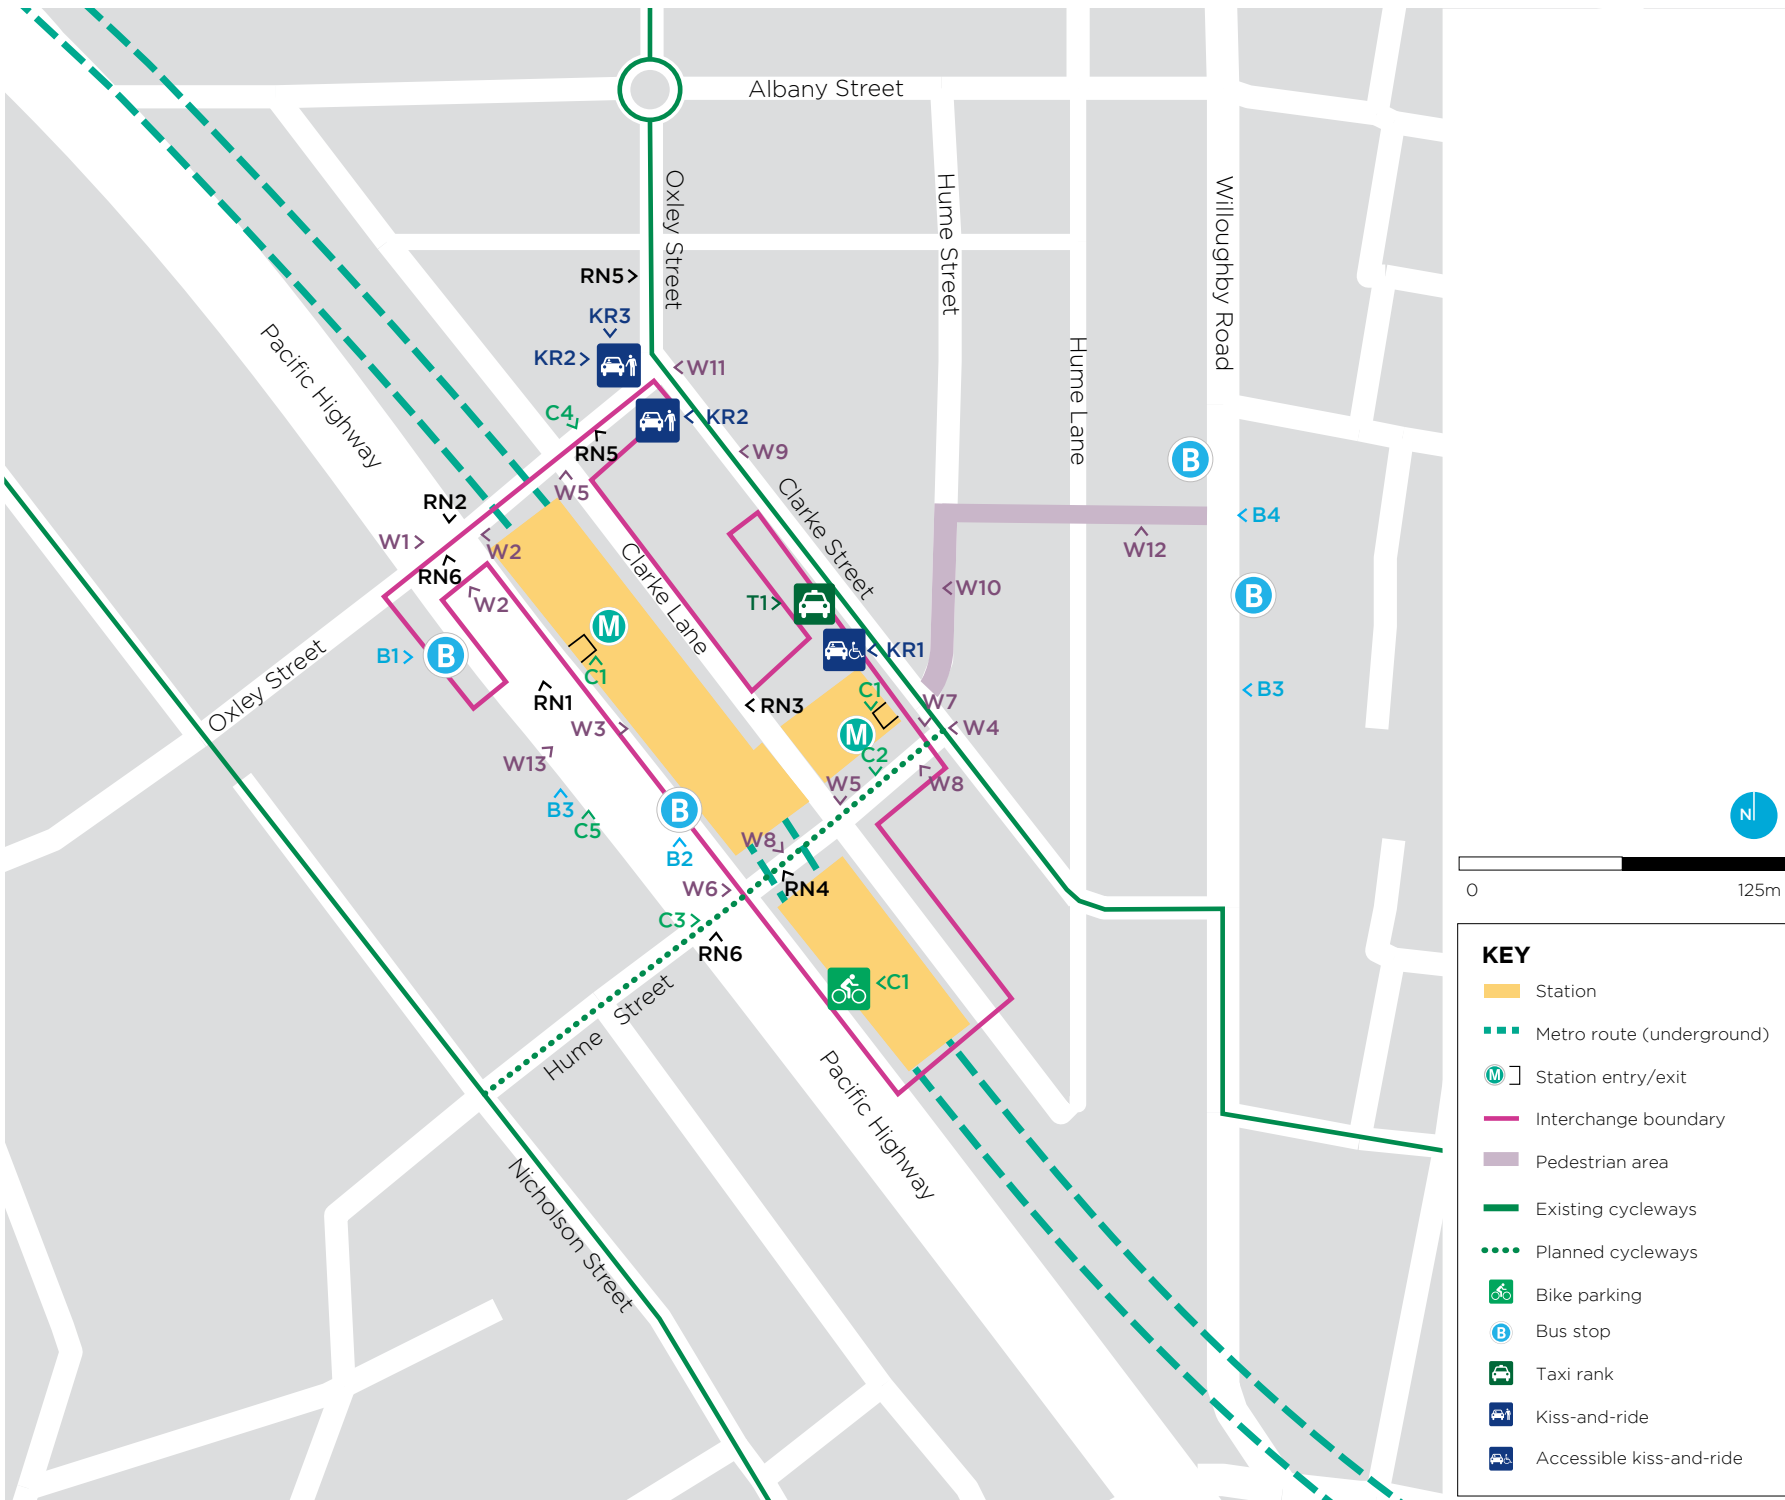 Albany Street
Oxley Street
Hume Street
Willoughby Road
RN5
KR3
KR2
Pacific Highway
Hume Lane
W11
C4
KR2
RN5
W9
B
W5
Clarke Street
RN2
B4
W1
W2
W12
RN6
Clarke Lane
W10
W2
T1
B
M
B1
B
KR1
C1
Oxley Street
RN1
C1
B3
RN3
W7
W3
M
W4
C2
W13
W5
W8
B3
B
C5
N
W8
B2
W6
RN4
0
125m
C3
RN6
KEY
C1
Station
Hume Street
Metro route (underground)
M
Station entry/exit
Pacific Highway
Interchange boundary
Pedestrian area
Nicholson Street
Existing cycleways
Planned cycleways
Bike parking
B
Bus stop
Taxi rank
Kiss-and-ride
Accessible kiss-and-ride